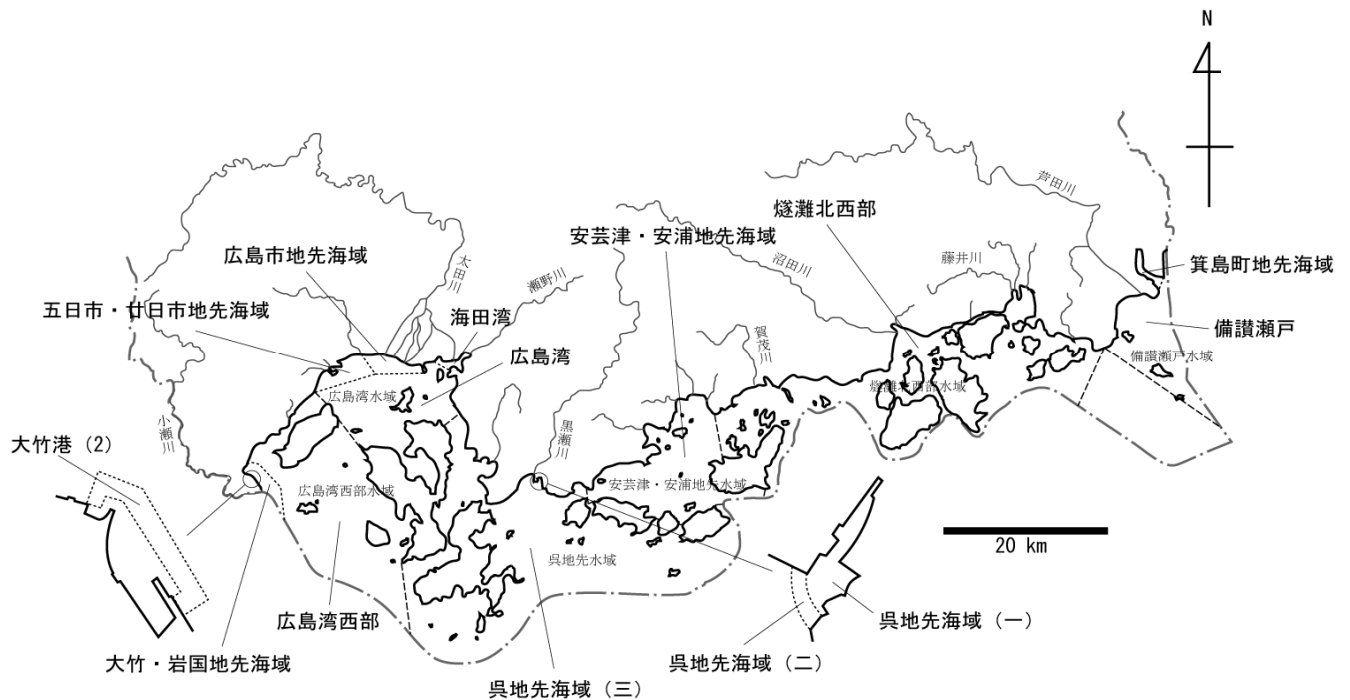 N
芦田川
燧灘北西部
安芸津・安浦地先海域
広島市地先海域
太田川
瀬野川
沼田川
藤井川
箕島町地先海域
五日市・廿日市地先海域
海田湾
賀茂川
備讃瀬戸
広島湾
備讃瀬戸水域
広島湾水域
燧灘北西部水域
小瀬川
黒瀬川
大竹港（2）
広島湾西部水域
安芸津・安浦地先水域
20 km
呉地先水域
広島湾西部
呉地先海域（一）
大竹・岩国地先海域
呉地先海域（二）
呉地先海域（三）